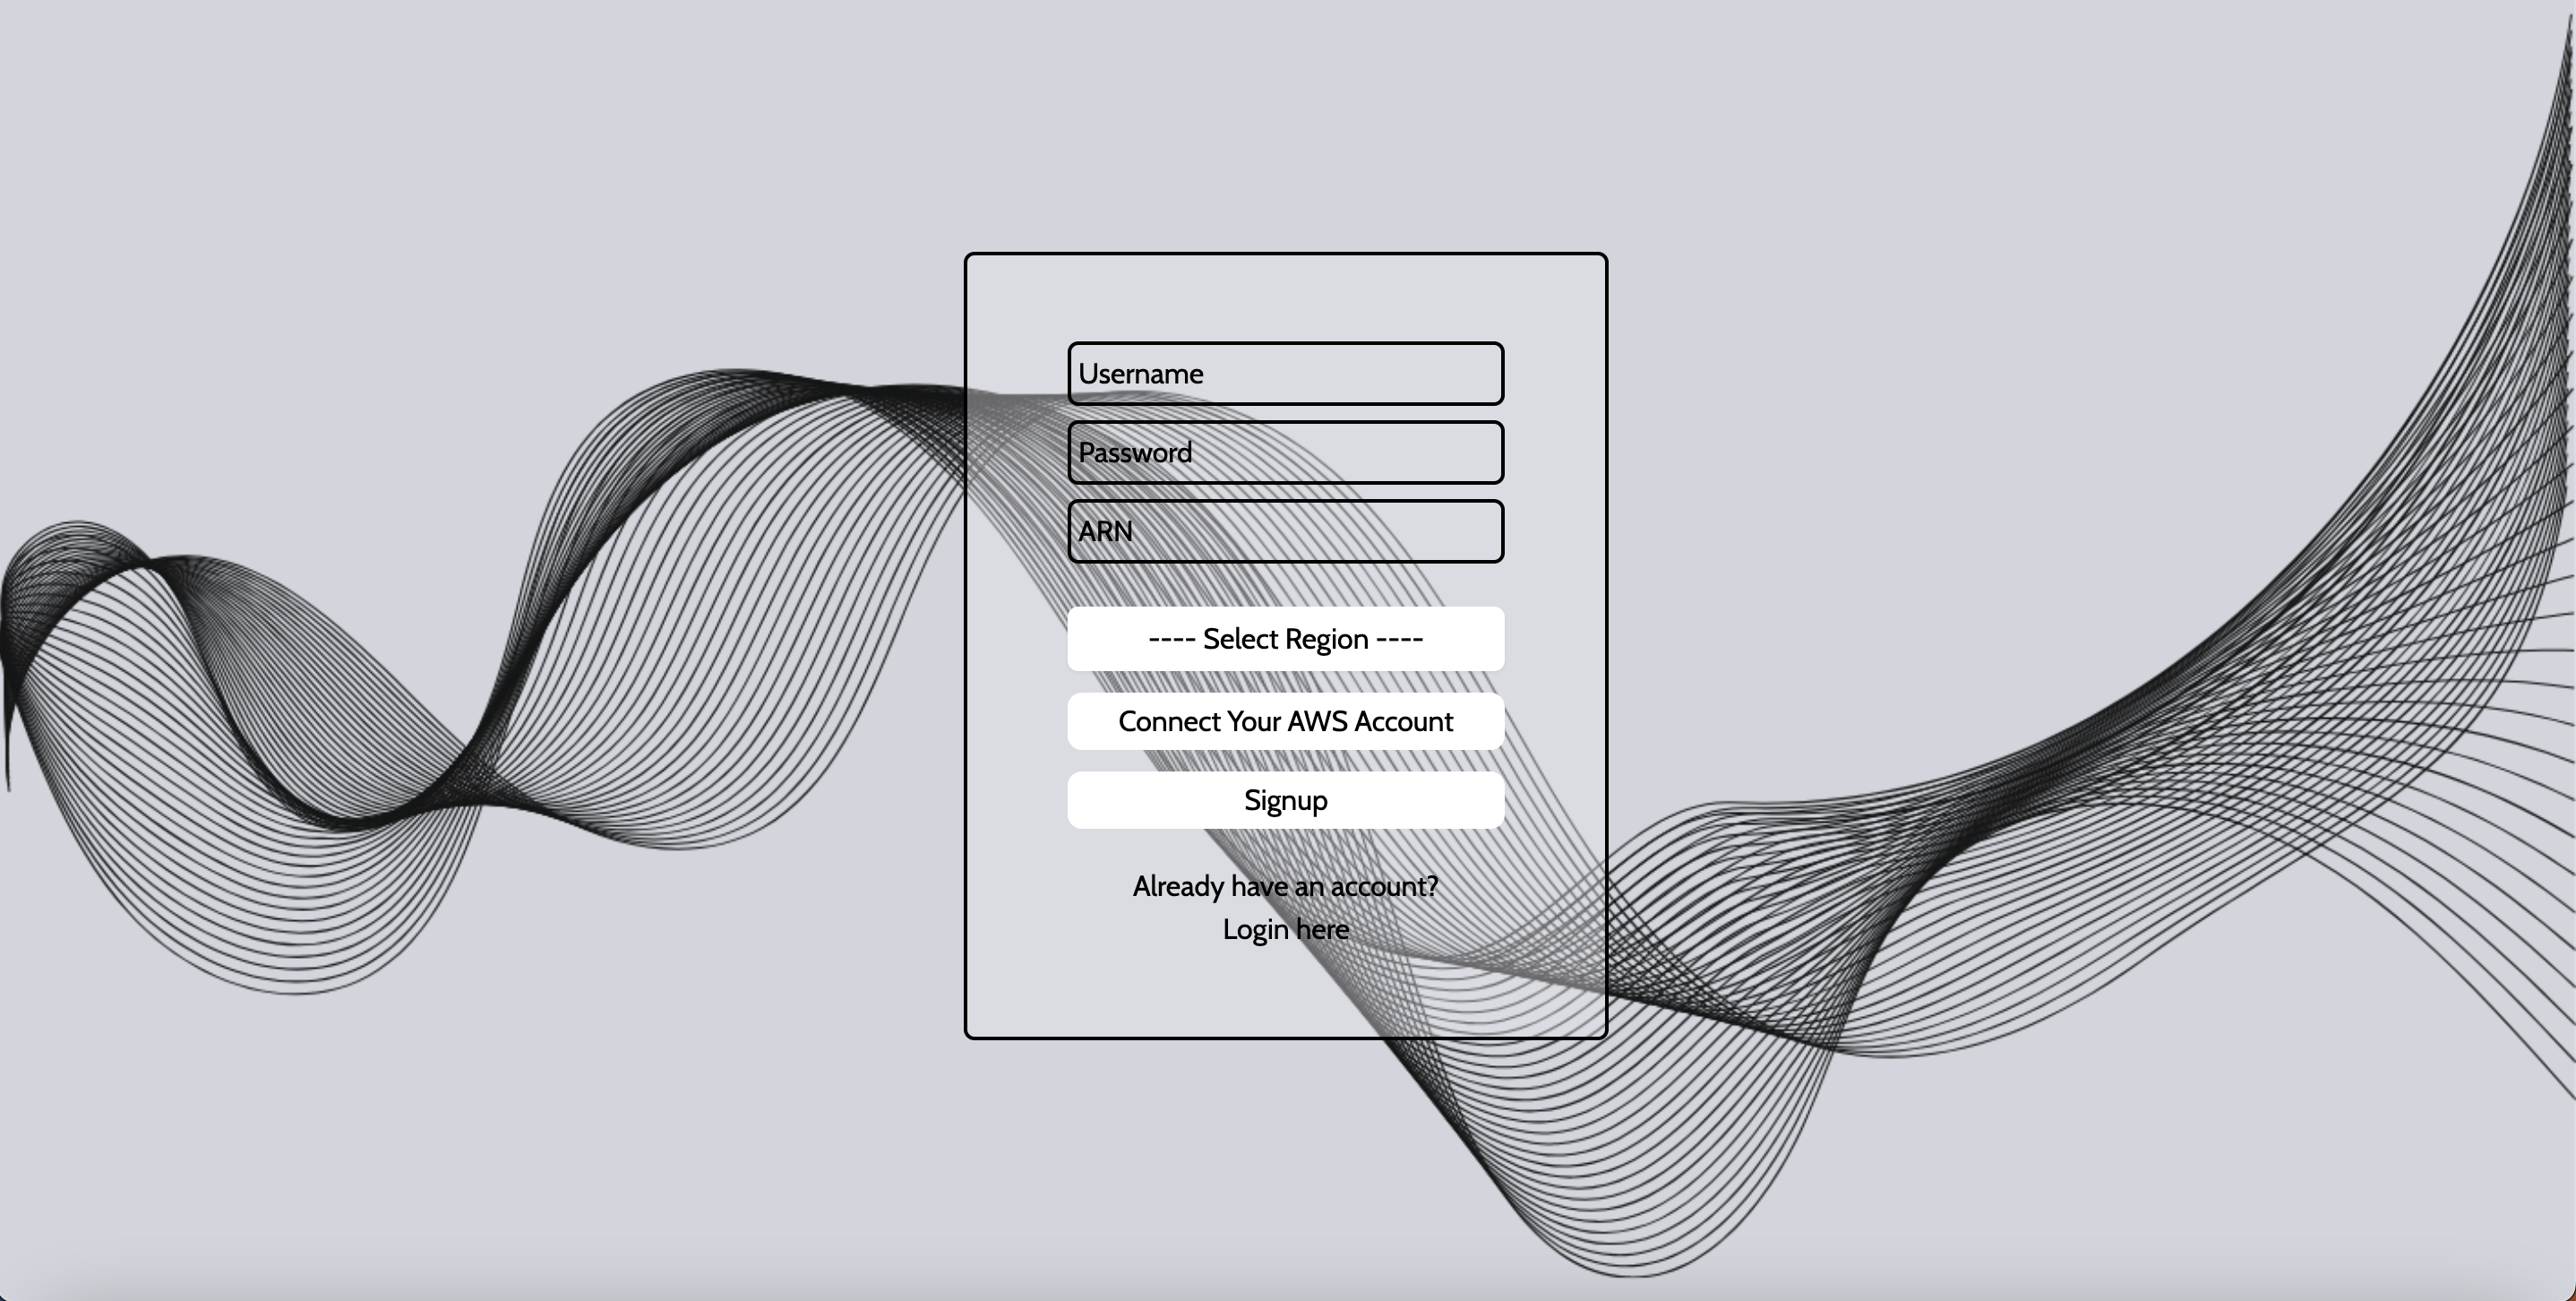 Username
Password
ARN
---- Select Region ----
Connect Your AWS Account
Signup
Already have an account?
Login here